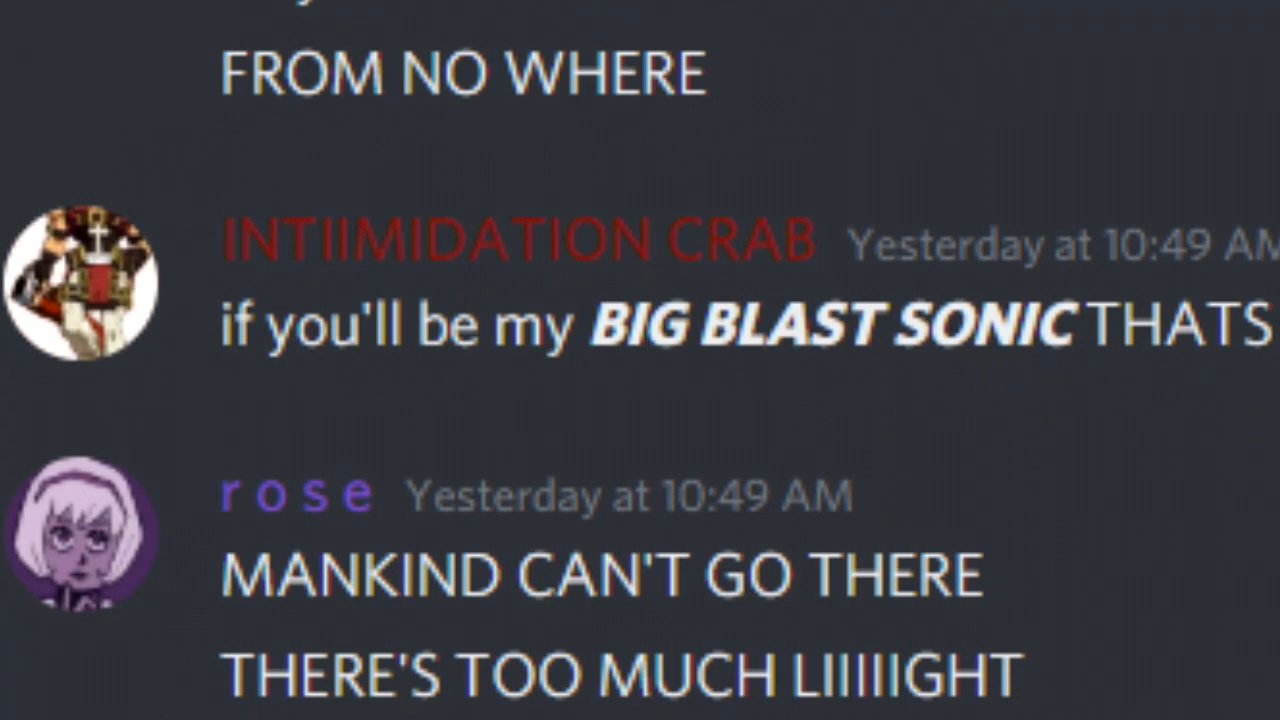 FROM NO WHERE
INTIIMIDATION CRAB Yesterday at 10:49 AM
if you'll be my BIG BLAST SONIC THATS
r o s e Yesterday at 10:49 AM
MANKIND CAN'T GO THERE
THERE'S TOO MUCH LIIIIIGHT